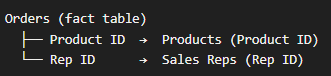 Orders (fact table)
├── Product ID → Products (Product ID)
└── Rep ID → Sales Reps (Rep ID)